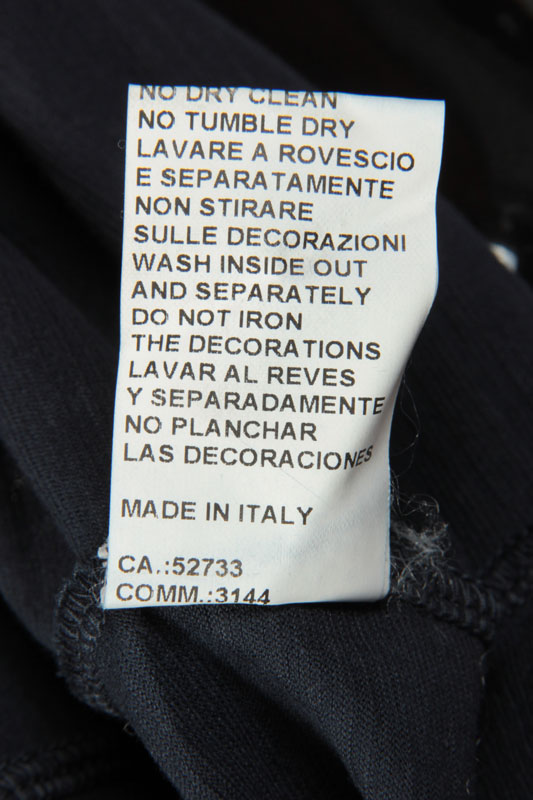 NO DRY CLEAN
NO TUMBLE DRY
LAVARE A ROVESCIO
E SEPARATAMENTE
NON STIRARE
SULLE DECORAZIONI
WASH INSIDE OUT
AND SEPARATELY
DO NOT IRON
THE DECORATIONS
LAVAR AL REVES
Y SEPARADAMENTE
NO PLANCHAR
LAS DECORACIONES
MADE IN ITALY
CA.:52733
COMM.:3144